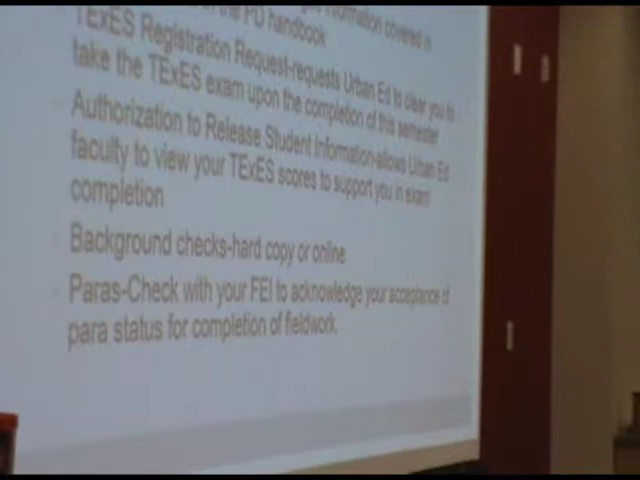 information covered is
the PD handbook
TExES Registration Request-requests Urban Ed to clear you to
take the TExES exam upon the completion of this semester
Authorization to Release Student Information-allows Urban Ed
faculty to view your TExES scores to support you in exam
completion
Background checks-hard copy or online
Paras-Check with your FEI to acknowledge your acceptance of
para status for completion of fieldwork.